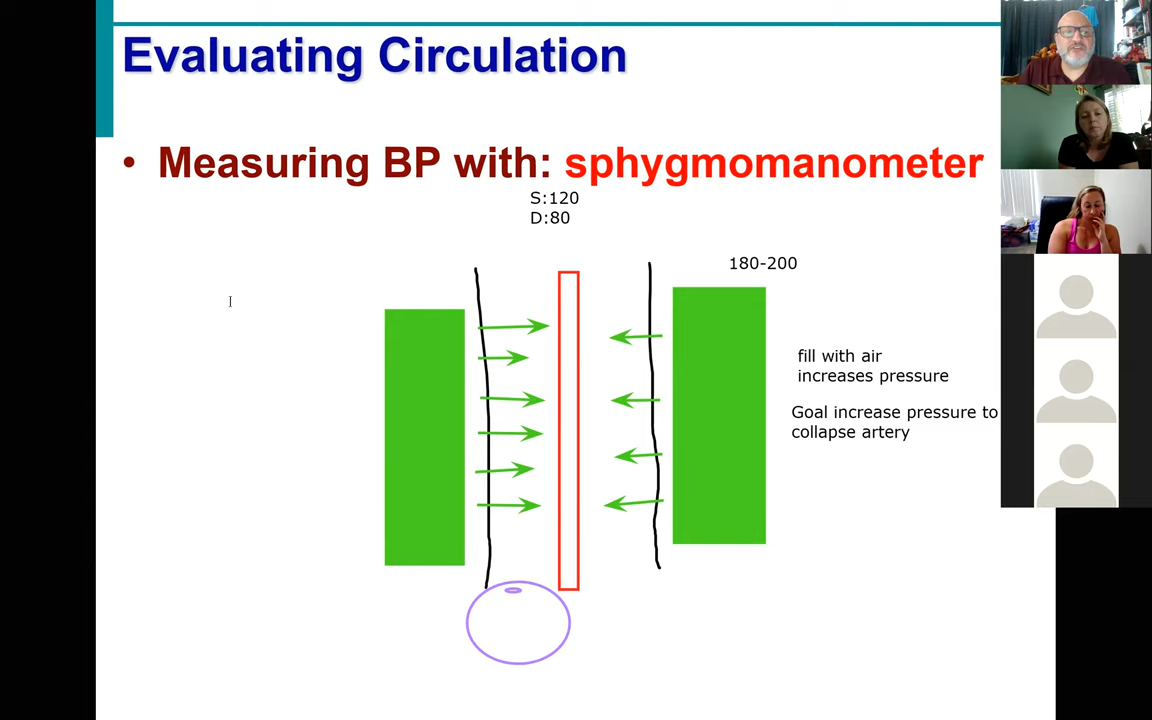 Evaluating Circulation
• Measuring BP with: sphygmomanometer
S:120
D:80
180-200
fill with air
increases pressure
Goal increase pressure to
collapse artery